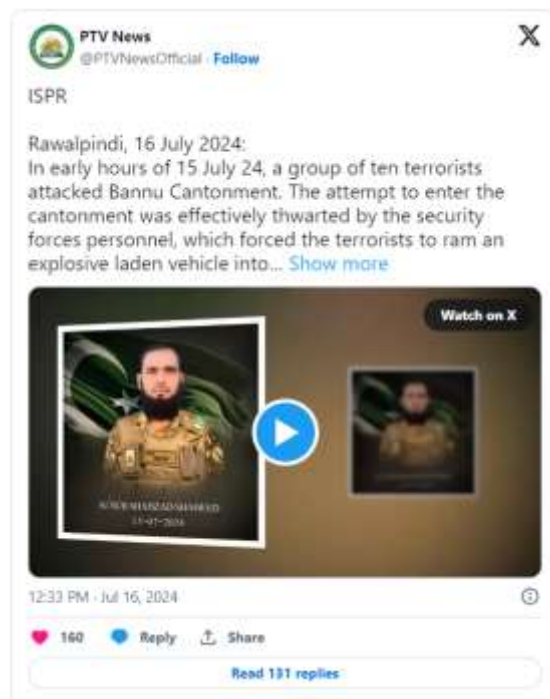 PTV News
@PTVNewsOfficial · Follow
ISPR
Rawalpindi, 16 July 2024:
In early hours of 15 July 24, a group of ten terrorists
attacked Bannu Cantonment. The attempt to enter the
cantonment was effectively thwarted by the security
forces personnel, which forced the terrorists to ram an
explosive laden vehicle into... Show more
Watch on X
12:33 PM · Jul 16, 2024
160 Reply Share
Read 131 replies